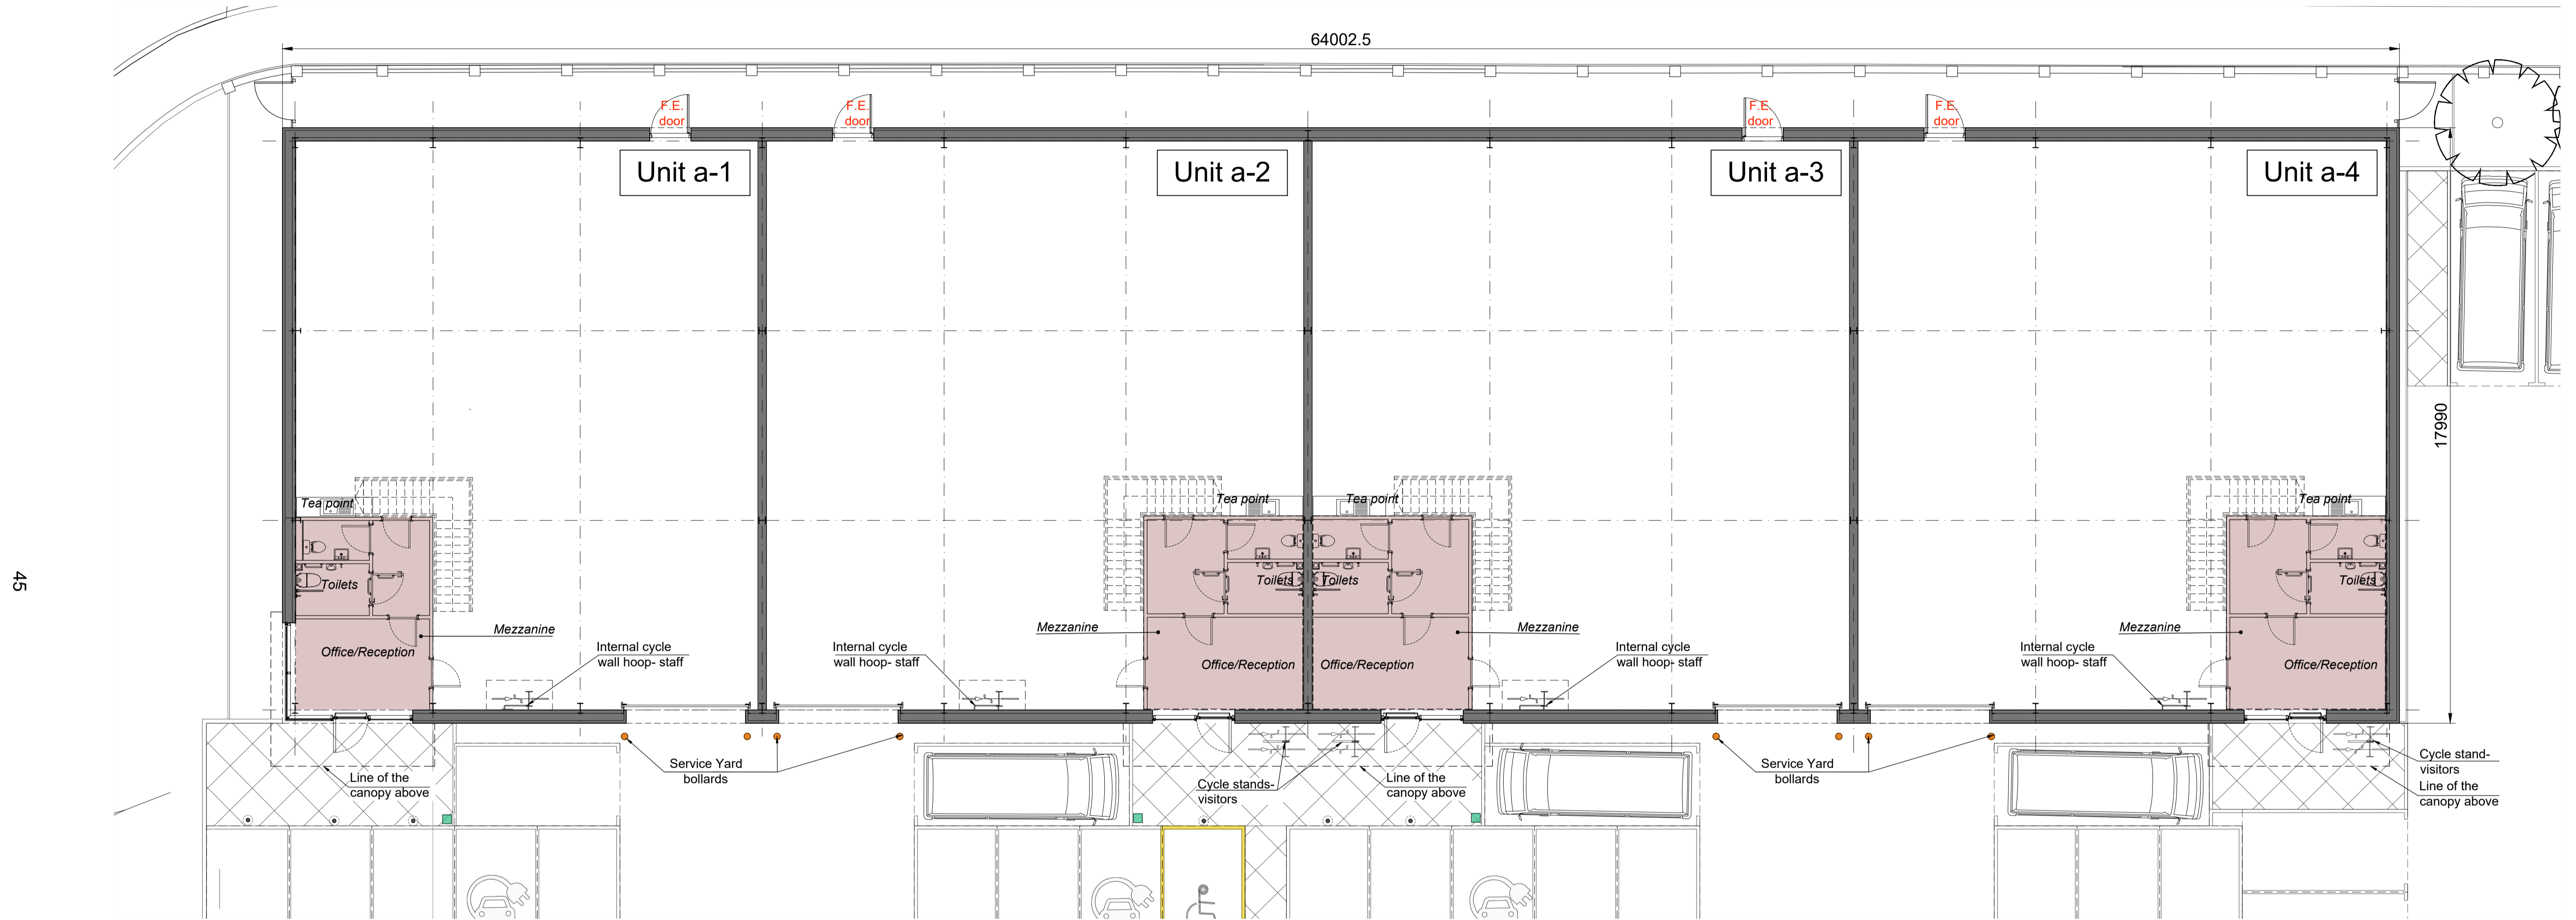 64002.5
F.E.
door
F.E.
door
F.E.
door
F.E.
door
Unit a-1
Unit a-2
Unit a-3
Unit a-4
17990
45
Tea point
Tea point
Tea point
Tea point
Toilets
Toilets
Toilets
Toilets
Mezzanine
Mezzanine
Mezzanine
Mezzanine
Office/Reception
Office/Reception
Office/Reception
Office/Reception
Internal cycle
wall hoop- staff
Internal cycle
wall hoop- staff
Internal cycle
wall hoop- staff
Internal cycle
wall hoop- staff
Line of the
canopy above
Service Yard
bollards
Cycle stands-
visitors
Line of the
canopy above
Service Yard
bollards
Cycle stand-
visitors
Line of the
canopy above